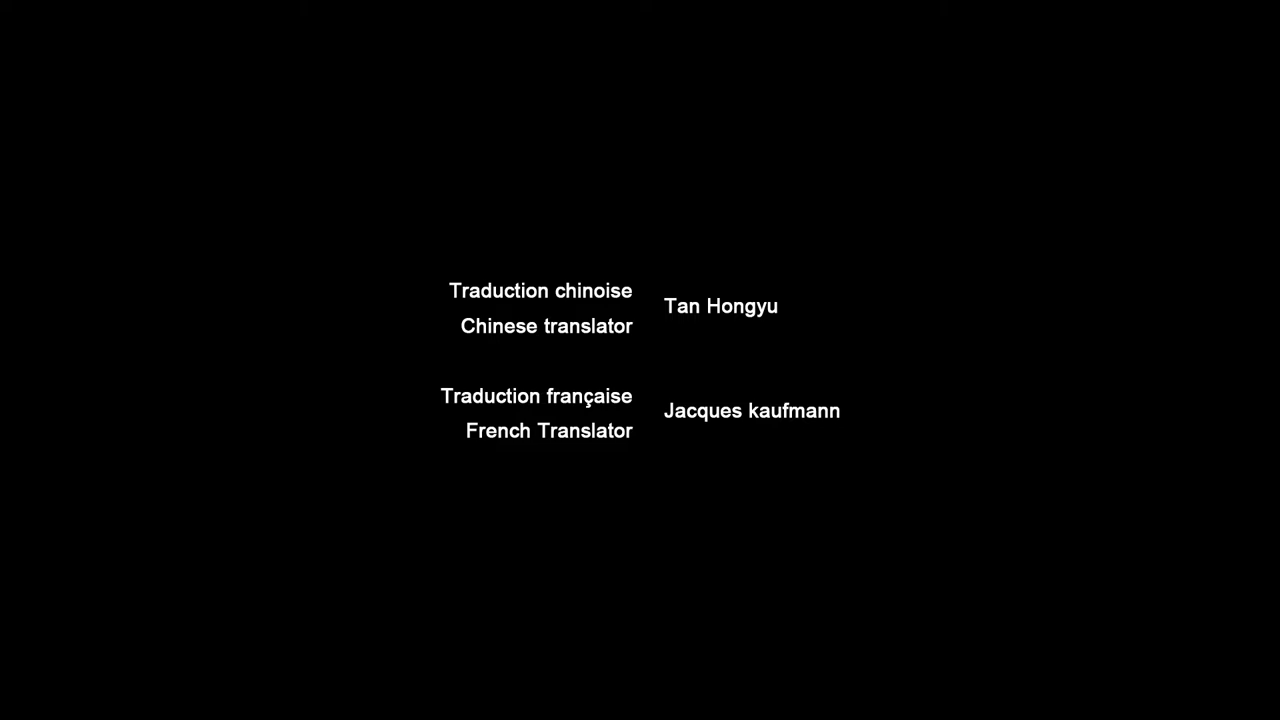 Traduction chinoise
Chinese translator
Tan Hongyu
Traduction française
French Translator
Jacques kaufmann